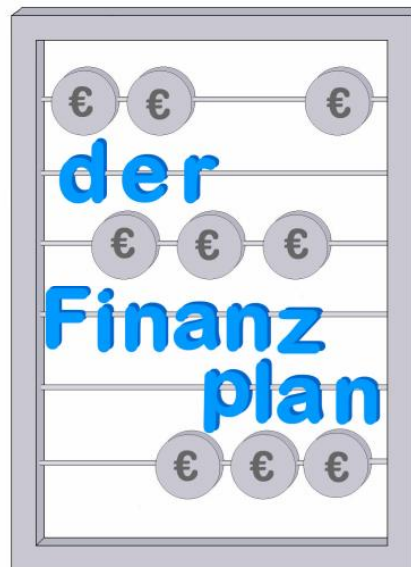 € € €
der
€ € €
Finanz
plan
€ € €